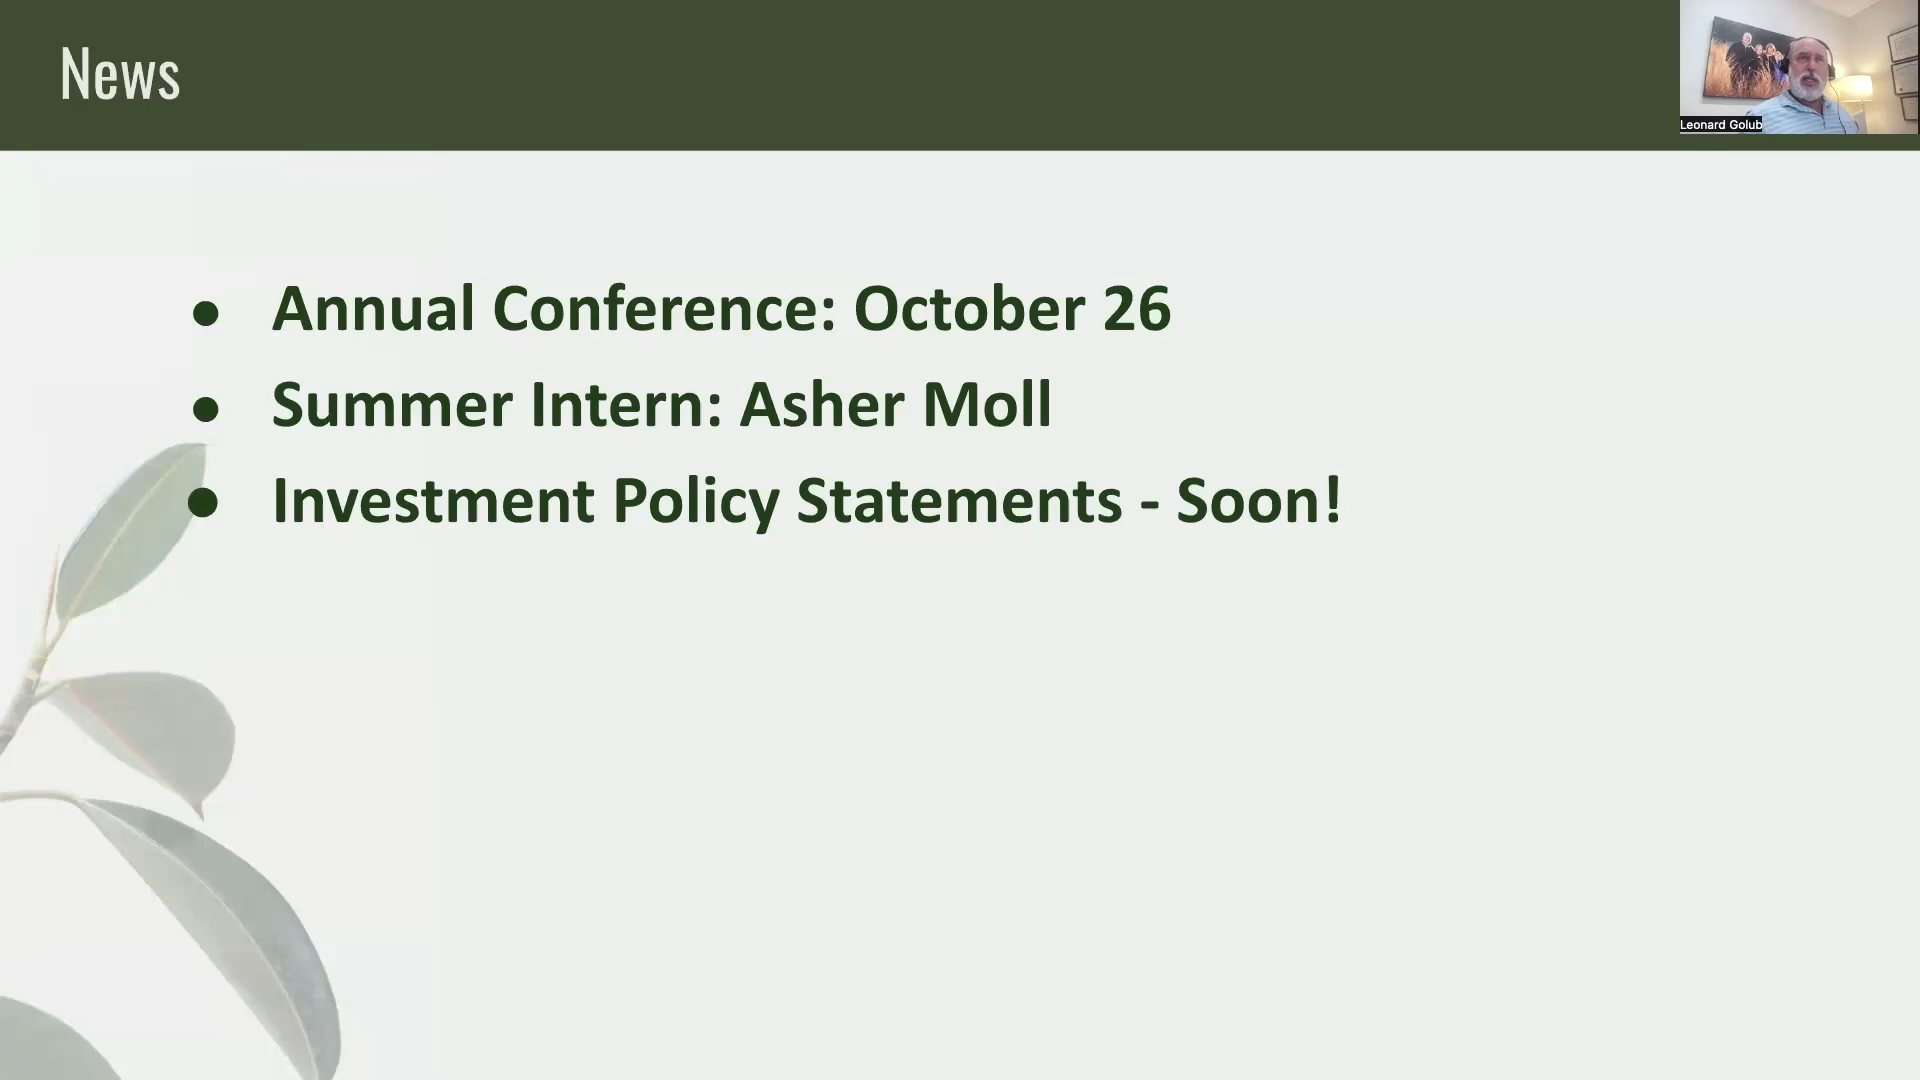 News
Leonard Golub
Annual Conference: October 26
Summer Intern: Asher Moll
Investment Policy Statements - Soon!